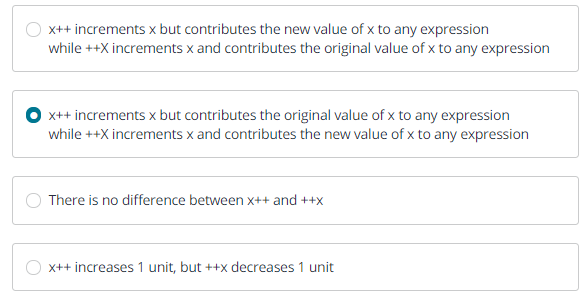 x++ increments x but contributes the new value of x to any expression
while ++X increments x and contributes the original value of x to any expression
x++ increments x but contributes the original value of x to any expression
while ++X increments x and contributes the new value of x to any expression
There is no difference between x++ and ++x
x++ increases 1 unit, but ++x decreases 1 unit